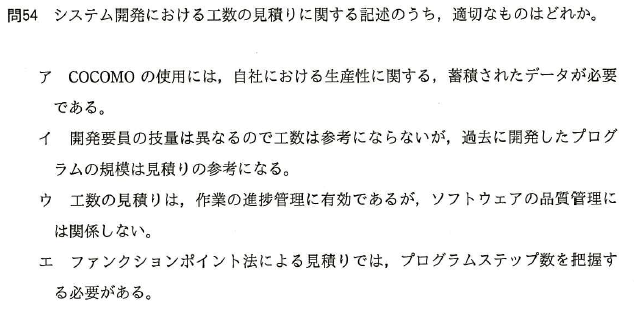 問54 システム開発における工数の見積りに関する記述のうち，適切なものはどれか。
ア COCOMO の使用には，自社における生産性に関する，蓄積されたデータが必要
である。
イ 開発要員の技量は異なるので工数は参考にならないが，過去に開発したプログ
ラムの規模は見積りの参考になる。
ウ 工数の見積りは，作業の進捗管理に有効であるが，ソフトウェアの品質管理に
は関係しない。
エ ファンクションポイント法による見積りでは，プログラムステップ数を把握す
る必要がある。